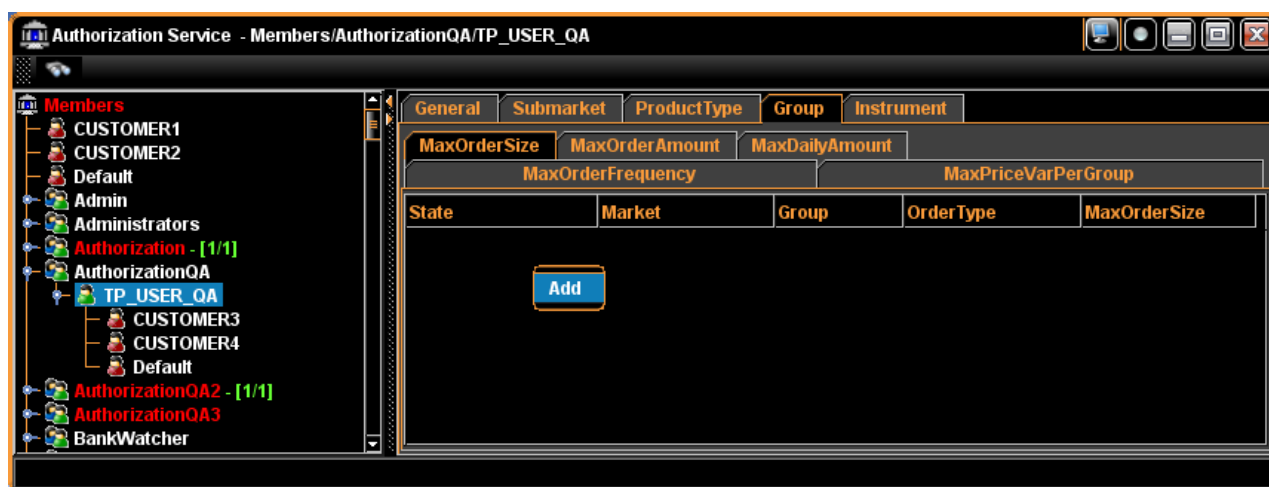 Authorization Service - Members/AuthorizationQA/TP_USER_QA
Members
CUSTOMER1
CUSTOMER2
Default
Admin
Administrators
Authorization - [1/1]
AuthorizationQA
TP_USER_QA
CUSTOMER3
CUSTOMER4
Default
AuthorizationQA2 - [1/1]
AuthorizationQA3
BankWatcher
General Submarket ProductType Group Instrument
MaxOrderSize MaxOrderAmount MaxDailyAmount
MaxOrderFrequency MaxPriceVarPerGroup
State Market Group OrderType MaxOrderSize
Add